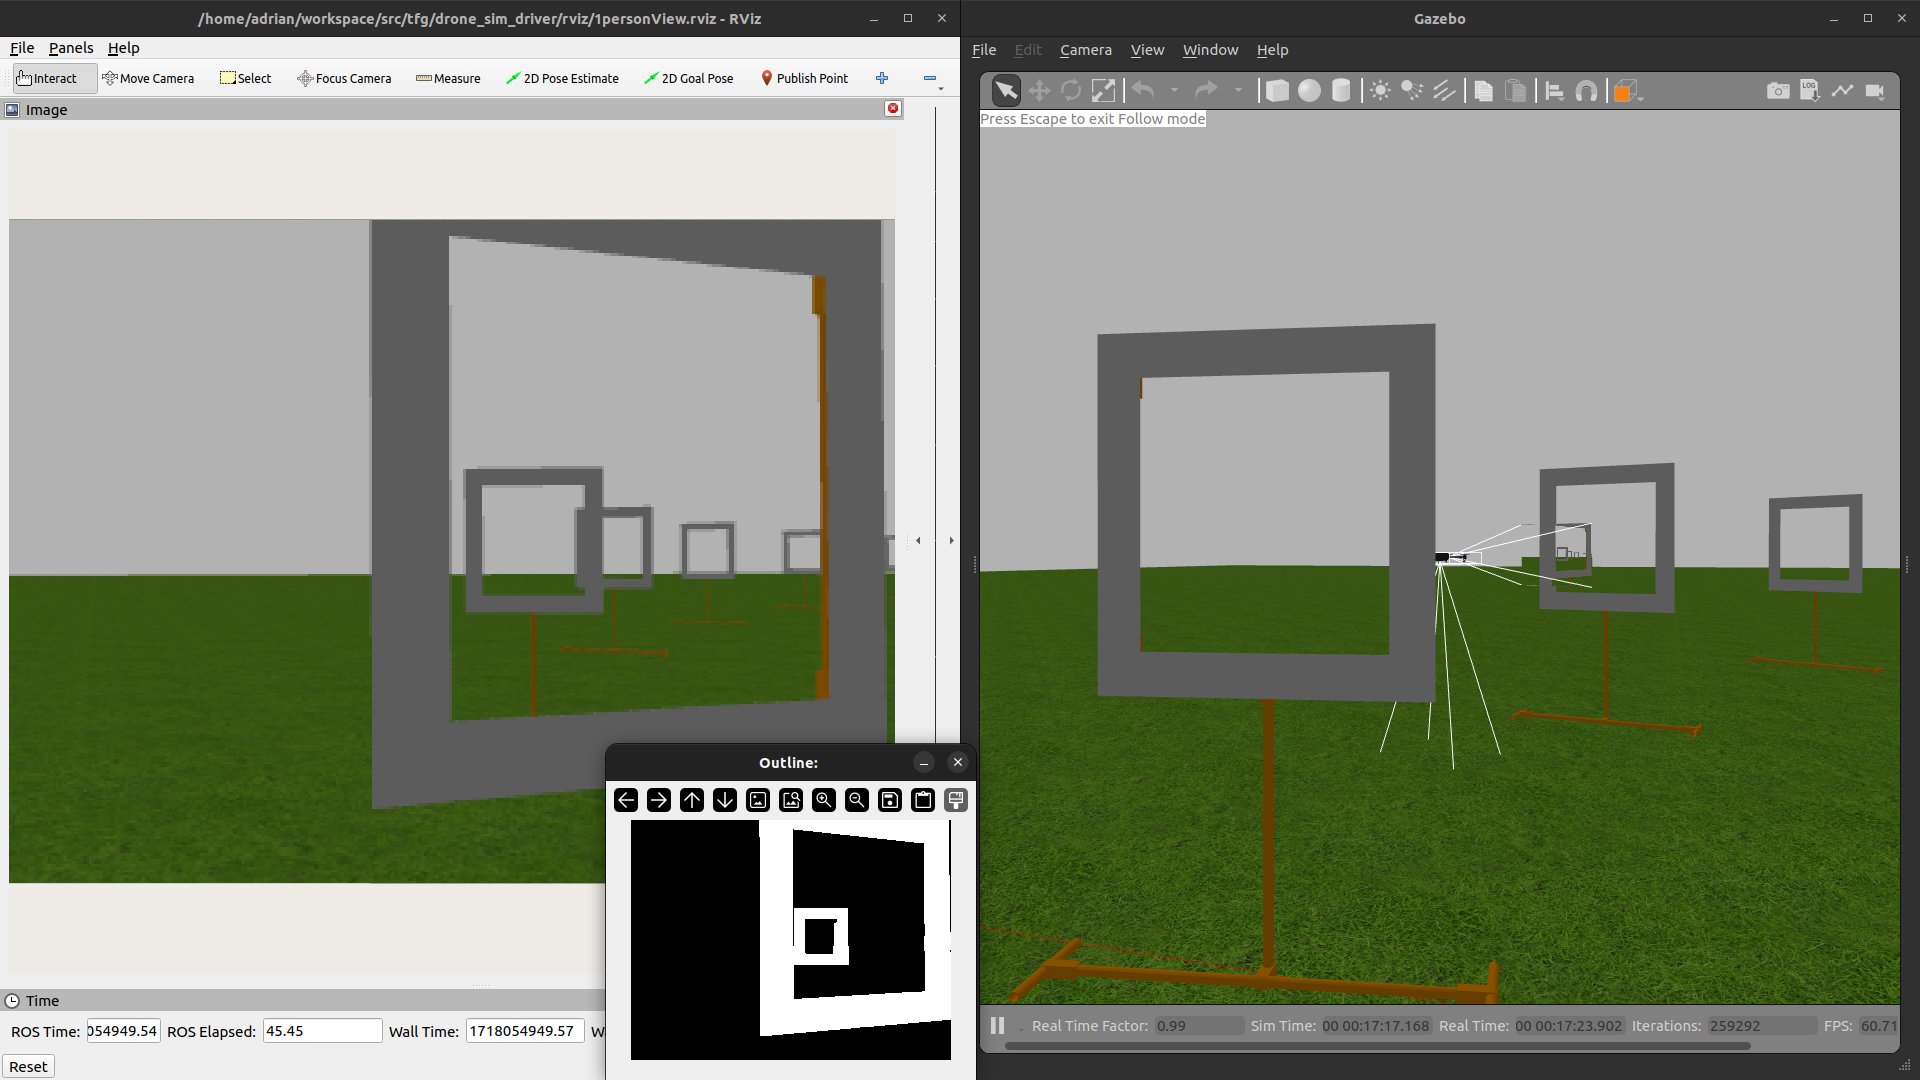 /home/adrian/workspace/src/tfg/drone_sim_driver/rviz/1personView.rviz - RViz
File Panels Help
Interact Move Camera Select Focus Camera Measure 2D Pose Estimate 2D Goal Pose Publish Point
Image
Time
ROS Time: 054949.54 ROS Elapsed: 45.45 Wall Time: 1718054949.57 W
Reset
Outline:
Gazebo
File Edit Camera View Window Help
LOG
Press Escape to exit Follow mode
Real Time Factor: 0.99 Sim Time: 00 00:17:17.168 Real Time: 00 00:17:23.902 Iterations: 259292 FPS: 60.71